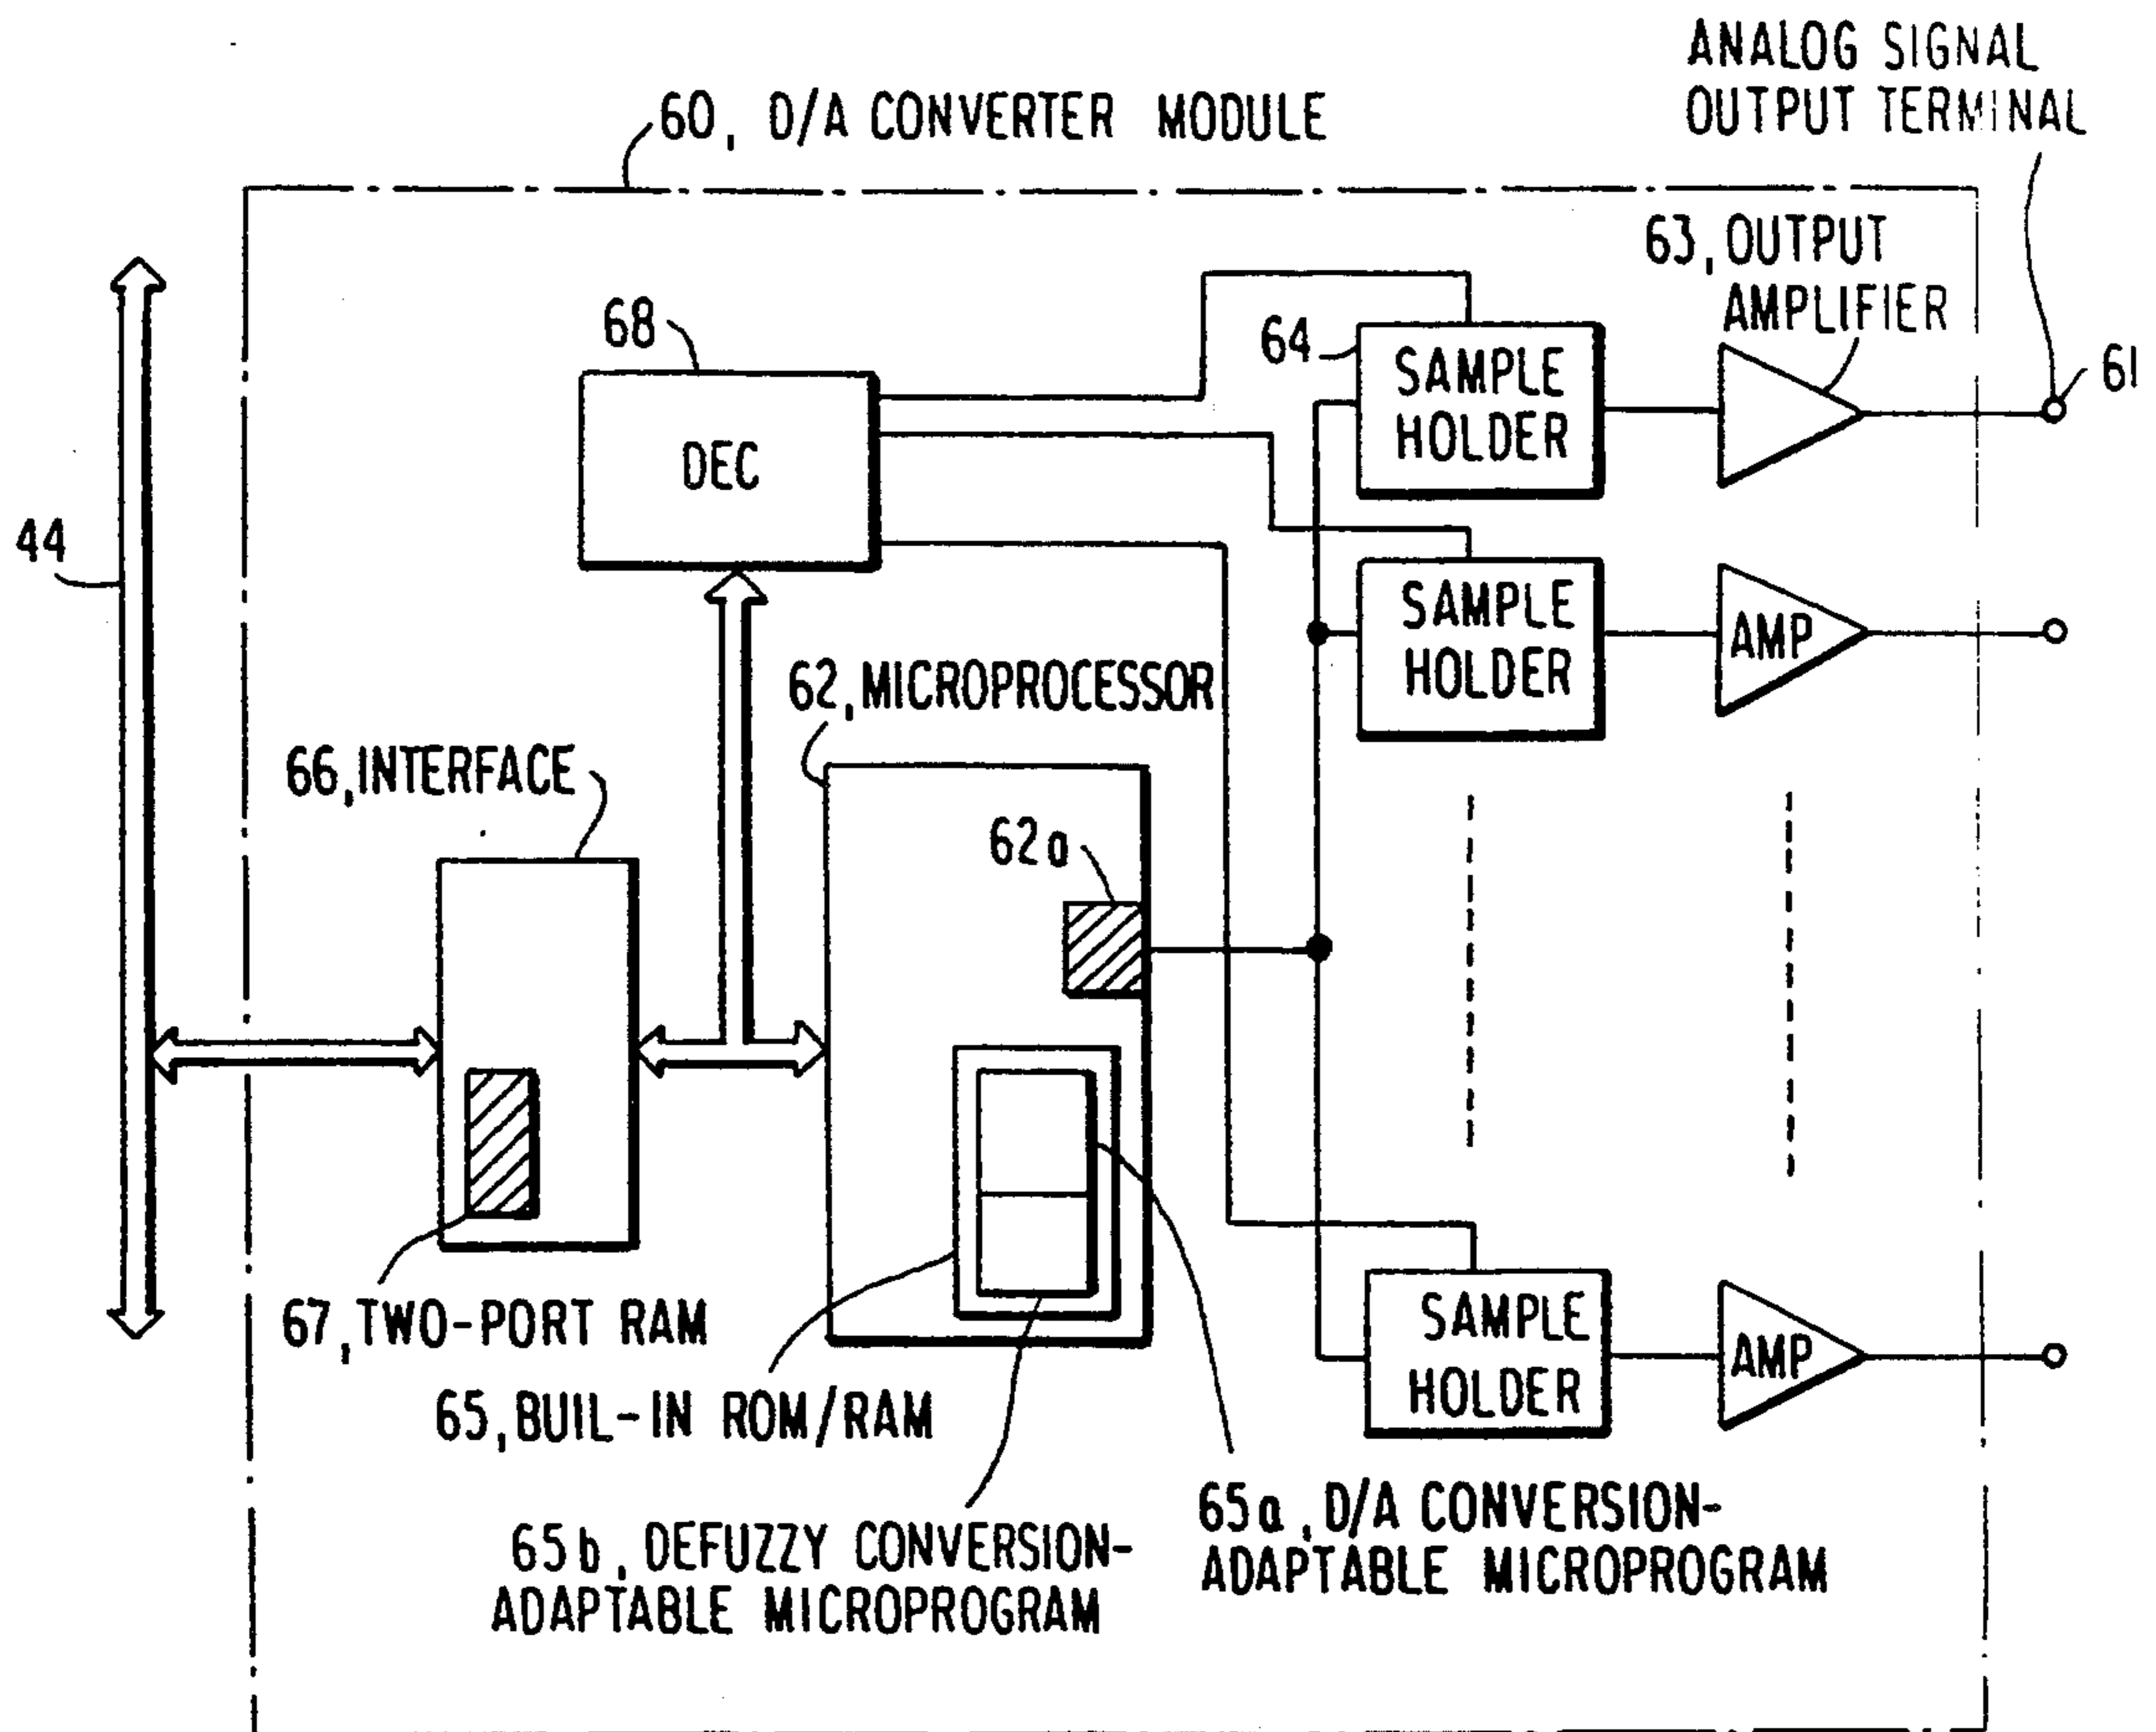 ANALOG SIGNAL
OUTPUT TERMINAL
60, D/A CONVERTER MODULE
63, OUTPUT
AMPLIFIER
68
64
SAMPLE
HOLDER
61
DEC
44
SAMPLE
HOLDER
AMP
62, MICROPROCESSOR
66, INTERFACE
62a
67, TWO-PORT RAM
SAMPLE
HOLDER
AMP
65, BUIL-IN ROM/RAM
65a, D/A CONVERSION-
ADAPTABLE MICROPROGRAM
65b, DEFUZZY CONVERSION-
ADAPTABLE MICROPROGRAM